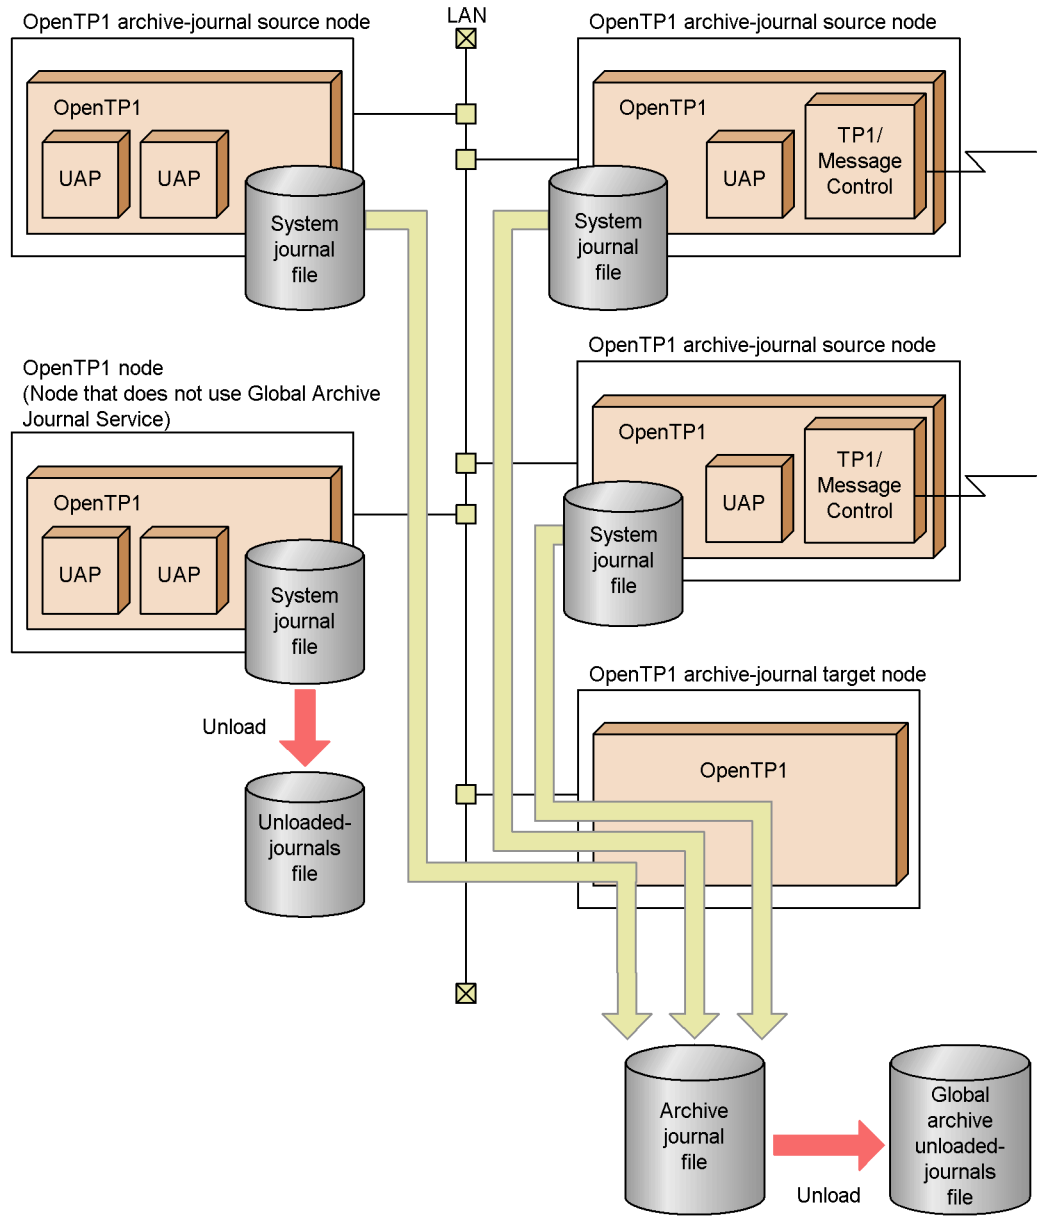 LAN
OpenTP1 archive-journal source node
OpenTP1
UAP
UAP
System
journal
file
OpenTP1 archive-journal source node
OpenTP1
UAP
TP1/
Message
Control
System
journal
file
OpenTP1 node
(Node that does not use Global Archive
Journal Service)
OpenTP1
UAP
UAP
System
journal
file
Unload
Unloaded-
journals
file
OpenTP1 archive-journal source node
OpenTP1
UAP
TP1/
Message
Control
System
journal
file
OpenTP1 archive-journal target node
OpenTP1
Archive
journal
file
Unload
Global
archive
unloaded-
journals
file